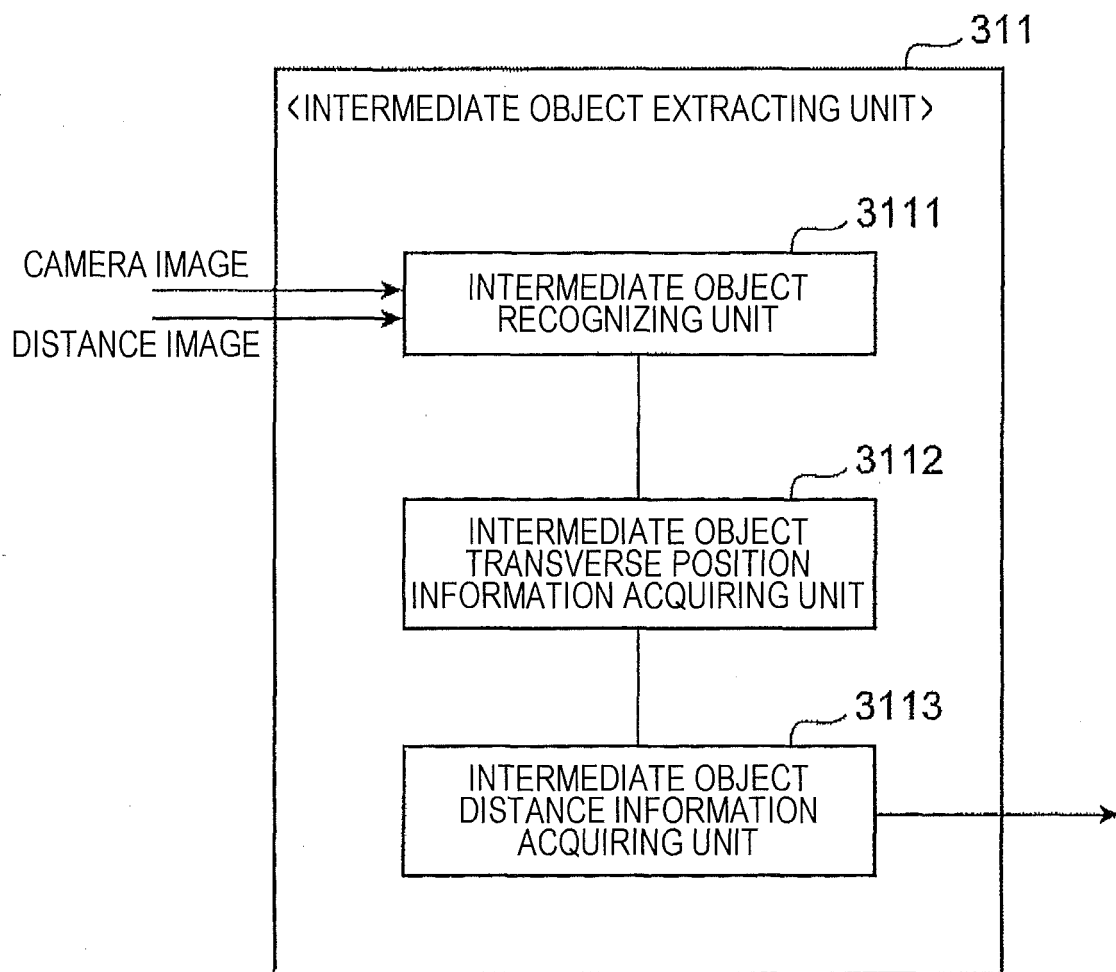 311
<INTERMEDIATE OBJECT EXTRACTING UNIT>
3111
CAMERA IMAGE
DISTANCE IMAGE
INTERMEDIATE OBJECT
RECOGNIZING UNIT
3112
INTERMEDIATE OBJECT
TRANSVERSE POSITION
INFORMATION ACQUIRING UNIT
3113
INTERMEDIATE OBJECT
DISTANCE INFORMATION
ACQUIRING UNIT